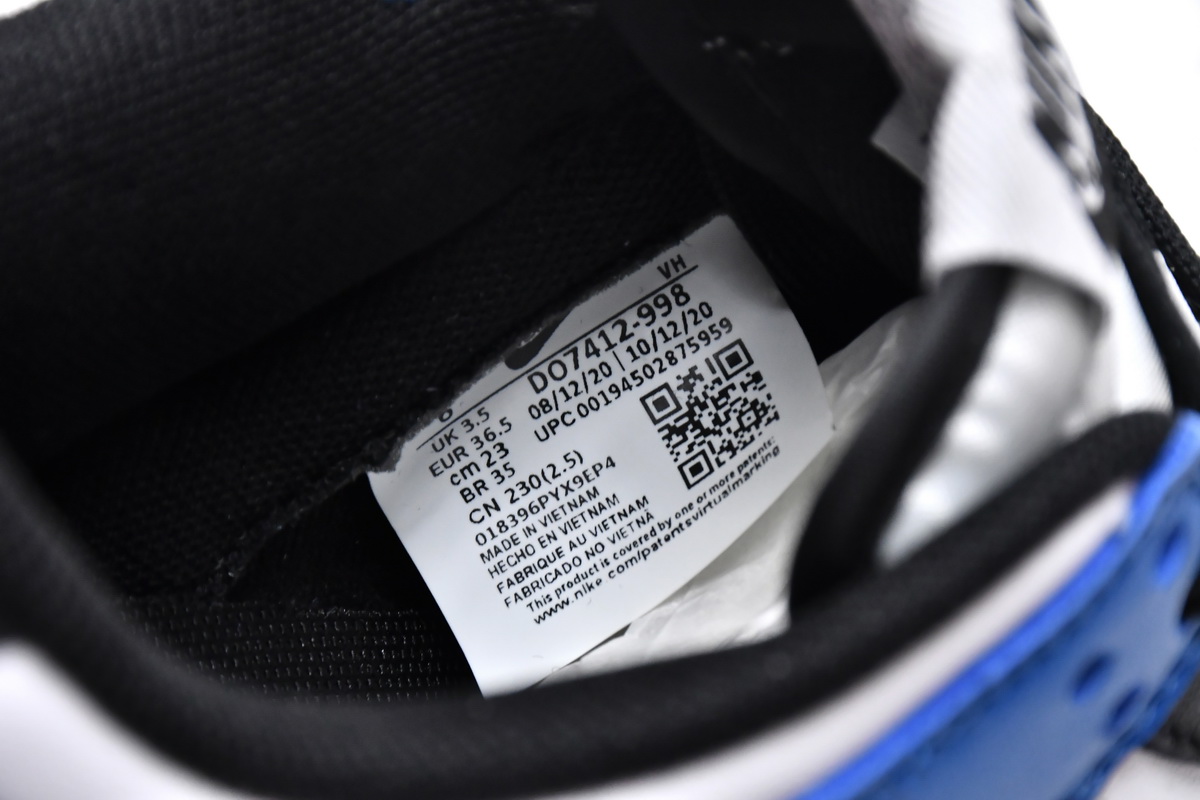 VH
DO7412-998
08/12/20 | 10/12/20
UPC 00194502875959
UK 3.5
EUR 36.5
cm 23
BR 35
CN 230(2.5)
018396PYX9EP4
MADE IN VIETNAM
HECHO EN VIETNAM
FABRIQUE AU VIETNAM
FABRICADO NO VIETNÃ
This product is covered by one or more patents:
www.nike.com/patentsvirtualmarking